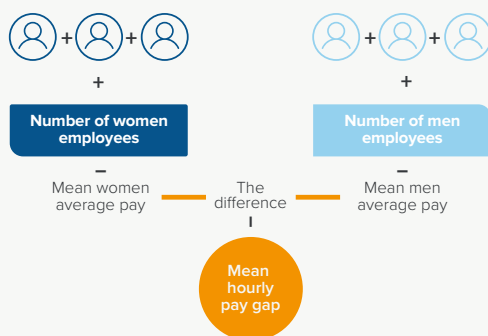 + + + +
+ +
Number of women
employees
Number of men
employees
– –
Mean women
average pay
The
difference
Mean men
average pay
Mean
hourly
pay gap